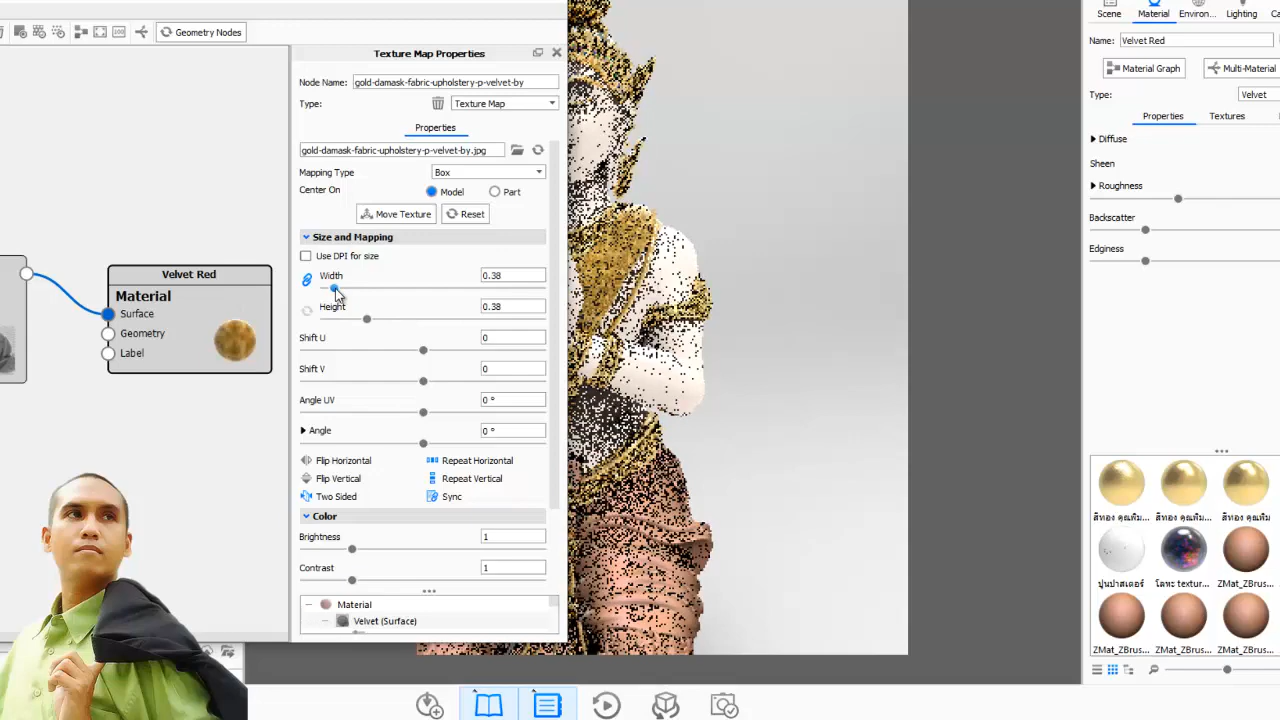 Geometry Nodes
Texture Map Properties
Node Name: gold-damask-fabric-upholstery-p-velvet-by
Type: Texture Map
Properties
gold-damask-fabric-upholstery-p-velvet-by.jpg
Mapping Type Box
Center On Model Part
Move Texture Reset
Size and Mapping
Use DPI for size
Width 0.38
Height 0.38
Shift U 0
Shift V 0
Angle UV 0 °
Angle 0 °
Flip Horizontal Repeat Horizontal
Flip Vertical Repeat Vertical
Two Sided Sync
Color
Brightness 1
Contrast 1
Material
Velvet (Surface)
Velvet Red
Material
Surface
Geometry
Label
Scene Material Environ... Lighting
Name: Velvet Red
Material Graph Multi-Material
Type: Velvet
Properties Textures
Diffuse
Sheen
Roughness
Backscatter
Edginess
สีทอง คุณพิม... สีทอง คุณพิม... สีทอง คุณพิม
ปูนปาสเตอร์ โลหะ textur... ZMat_ZBrus
ZMat_ZBrus... ZMat_ZBrus... ZMat_ZBrus